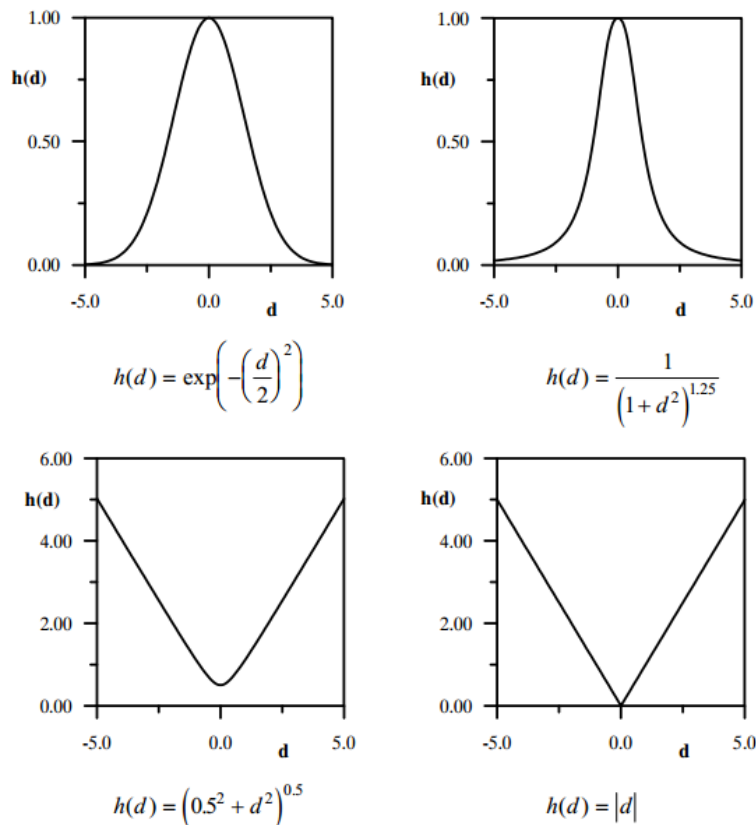 1.00 1.00
h(d) h(d)
0.50 0.50
0.00 0.00
-5.0 0.0 5.0 -5.0 0.0 5.0
d d
h(d) = exp(-(d/2)^2) h(d) = 1/(1+d^2)^1.25
6.00 6.00
h(d) h(d)
4.00 4.00
2.00 2.00
0.00 0.00
-5.0 0.0 5.0 -5.0 0.0 5.0
d d
h(d) = (0.5^2 + d^2)^0.5 h(d) = |d|